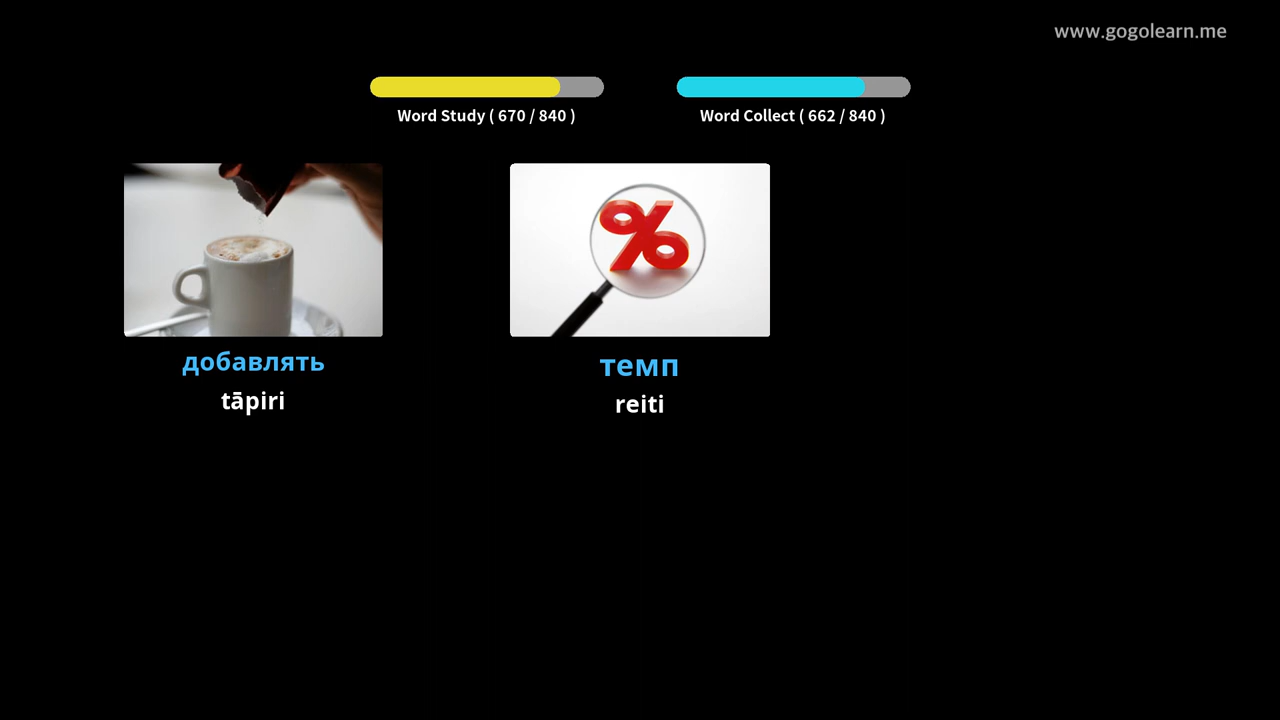 www.gogolearn.me
Word Study ( 670 / 840 )
Word Collect ( 662 / 840 )
%
добавлять
tāpiri
темп
reiti